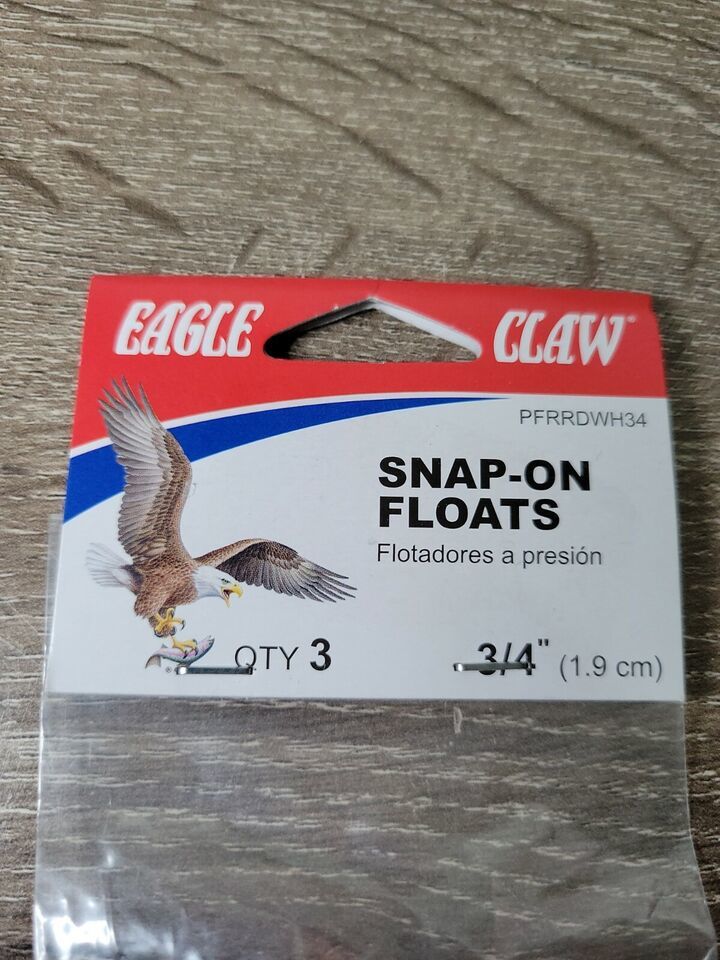 EAGLE CLAW
PFRRDWH34
SNAP-ON
FLOATS
Flotadores a presión
QTY 3
3/4" (1.9 cm)